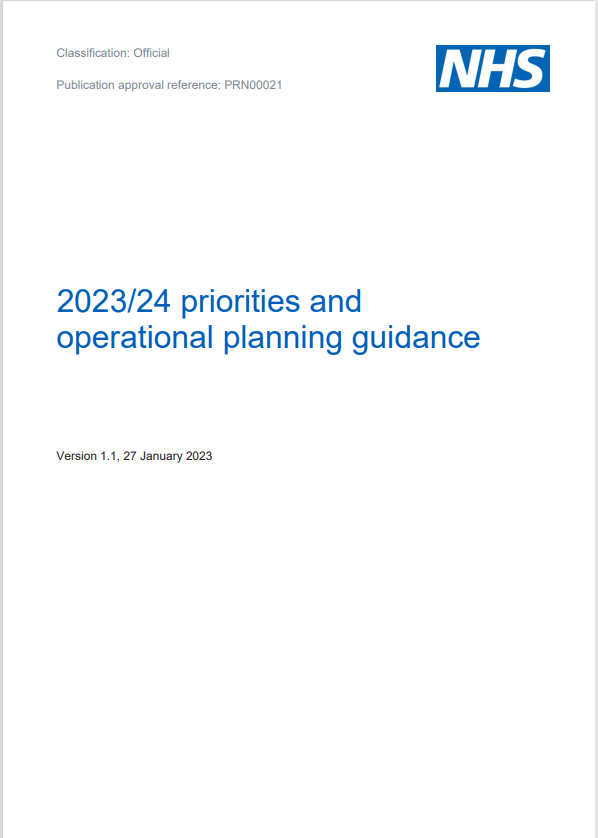 Classification: Official
NHS
Publication approval reference: PRN00021
2023/24 priorities and
operational planning guidance
Version 1.1, 27 January 2023